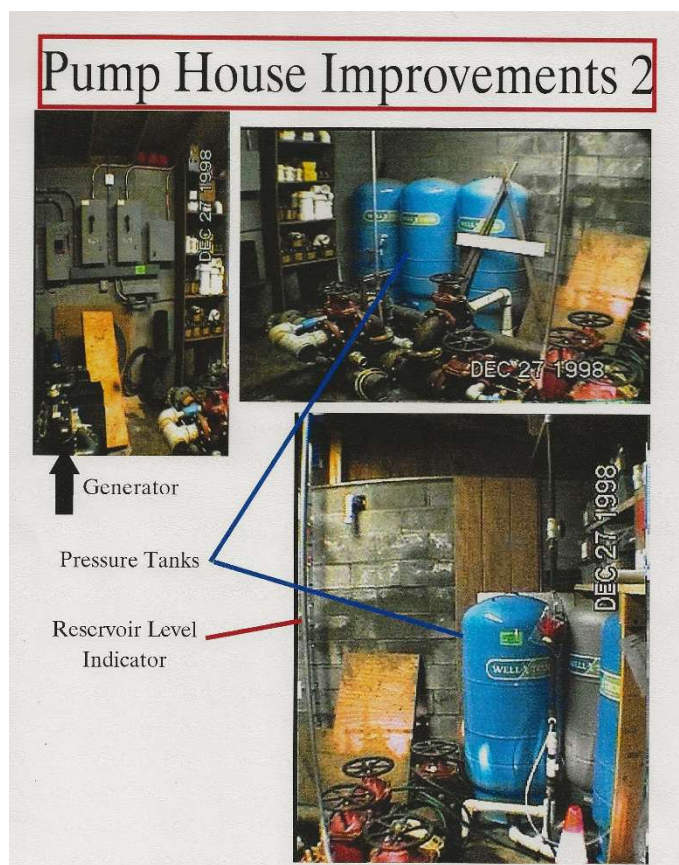 Pump House Improvements 2
DEC 27 1998
DEC 27 1998
Generator
Pressure Tanks
Reservoir Level
Indicator
DEC 27 1998
WELL X TROL